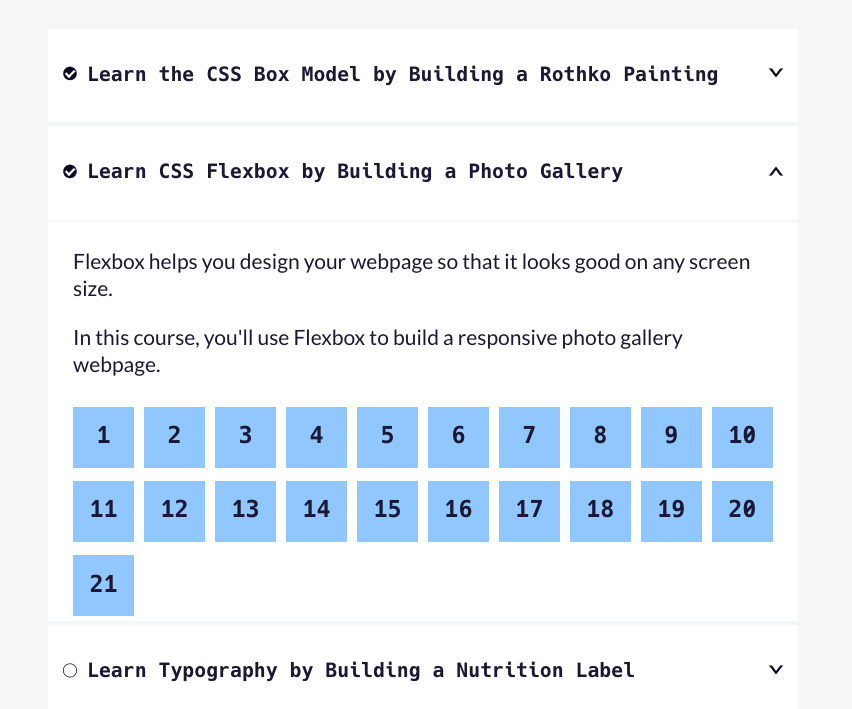 Learn the CSS Box Model by Building a Rothko Painting
Learn CSS Flexbox by Building a Photo Gallery
Flexbox helps you design your webpage so that it looks good on any screen
size.
In this course, you'll use Flexbox to build a responsive photo gallery
webpage.
1 2 3 4 5 6 7 8 9 10
11 12 13 14 15 16 17 18 19 20
21
Learn Typography by Building a Nutrition Label